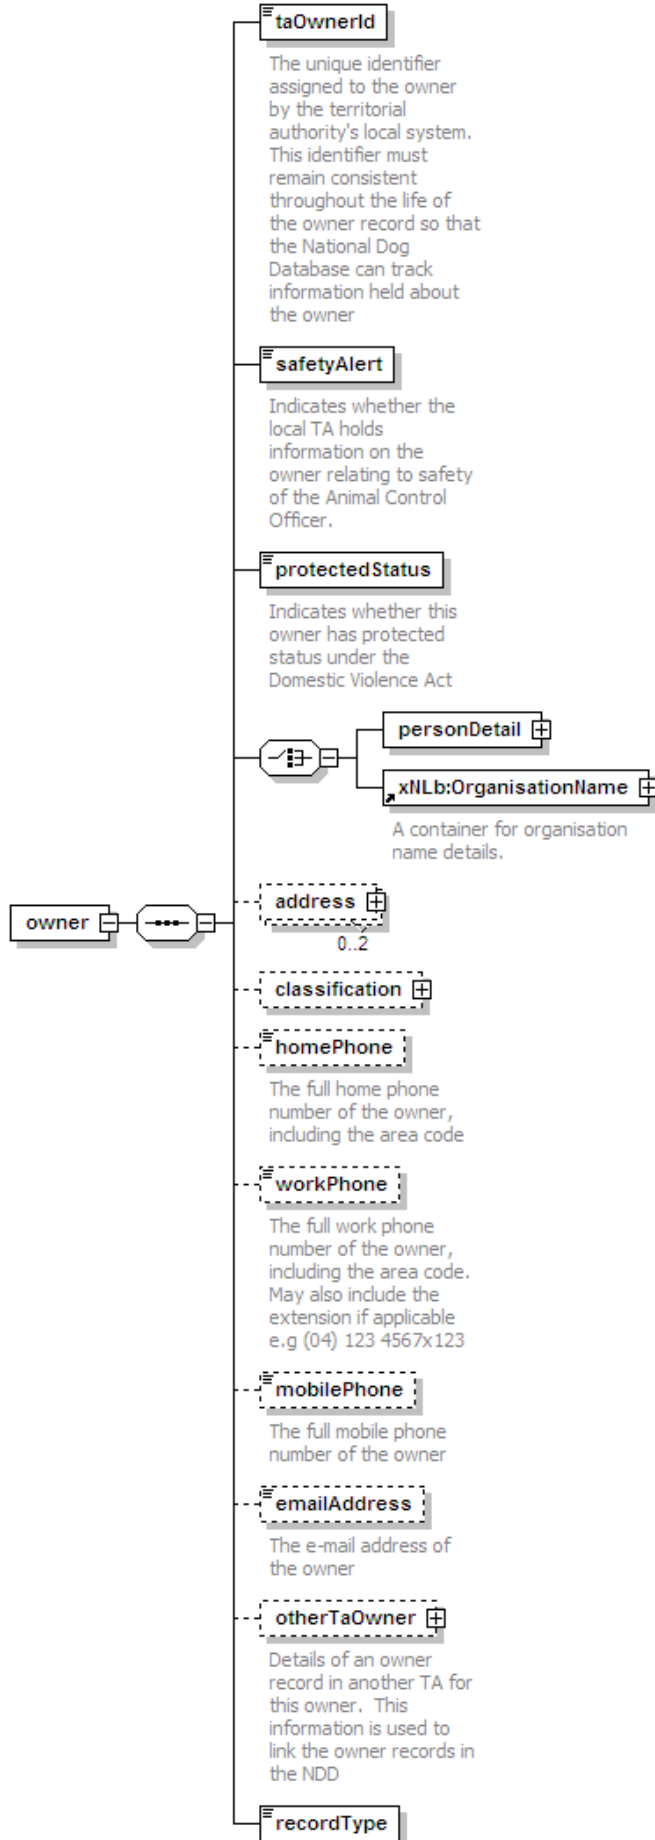 taOwnerId
The unique identifier
assigned to the owner
by the territorial
authority's local system.
This identifier must
remain consistent
throughout the life of
the owner record so that
the National Dog
Database can track
information held about
the owner
safetyAlert
Indicates whether the
local TA holds
information on the
owner relating to safety
of the Animal Control
Officer.
protectedStatus
Indicates whether this
owner has protected
status under the
Domestic Violence Act
personDetail
xNLb:OrganisationName
A container for organisation
name details.
owner
address
0..2
classification
homePhone
The full home phone
number of the owner,
including the area code
workPhone
The full work phone
number of the owner,
including the area code.
May also include the
extension if applicable
e.g (04) 123 4567x123
mobilePhone
The full mobile phone
number of the owner
emailAddress
The e-mail address of
the owner
otherTaOwner
Details of an owner
record in another TA for
this owner.  This
information is used to
link the owner records in
the NDD
recordType